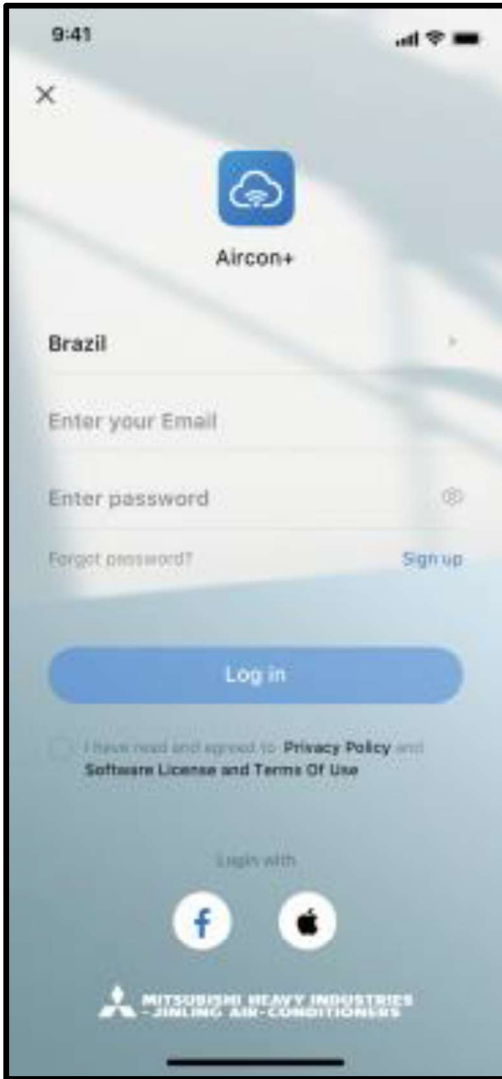 9:41
Aircon+
Brazil
Enter your Email
Enter password
Forgot password?
Sign up
Log in
I have read and agreed to Privacy Policy and
Software License and Terms Of Use
Login with
MITSUBISHI HEAVY INDUSTRIES
-JINLING AIR-CONDITIONERS